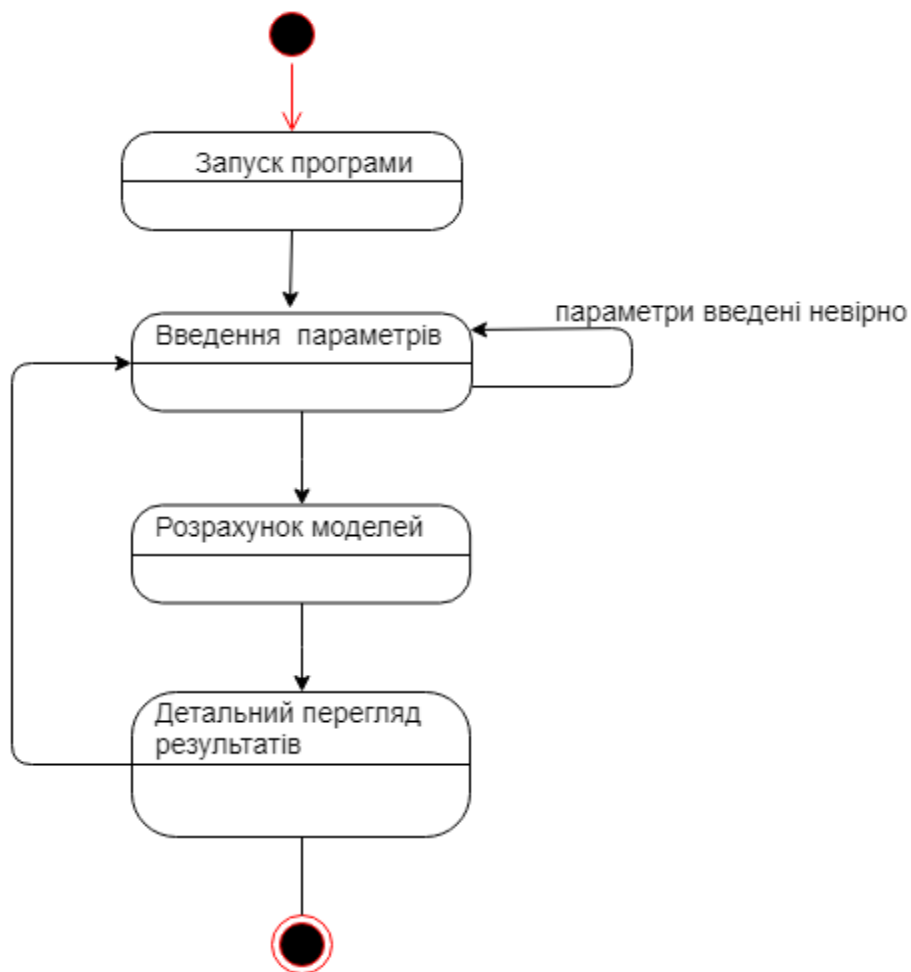 Запуск програми
параметри введені невірно
Введення параметрів
Розрахунок моделей
Детальний перегляд
результатів